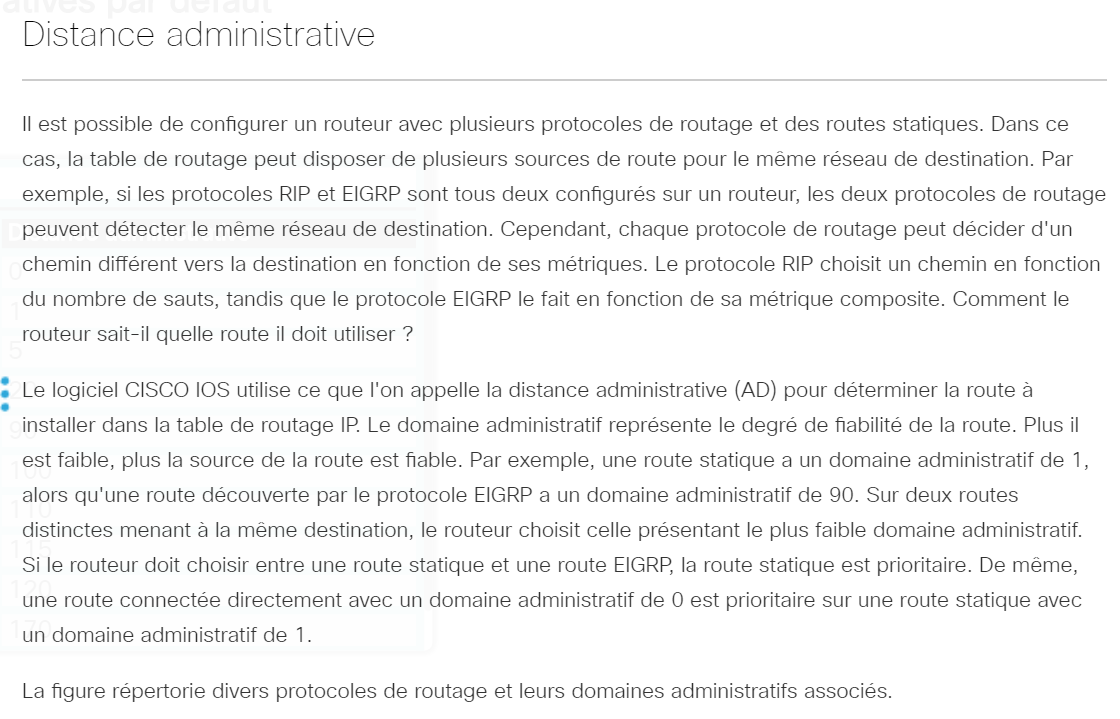 atives par défaut
Distance administrative
Il est possible de configurer un routeur avec plusieurs protocoles de routage et des routes statiques. Dans ce
cas, la table de routage peut disposer de plusieurs sources de route pour le même réseau de destination. Par
exemple, si les protocoles RIP et EIGRP sont tous deux configurés sur un routeur, les deux protocoles de routage
peuvent détecter le même réseau de destination. Cependant, chaque protocole de routage peut décider d'un
chemin différent vers la destination en fonction de ses métriques. Le protocole RIP choisit un chemin en fonction
du nombre de sauts, tandis que le protocole EIGRP le fait en fonction de sa métrique composite. Comment le
routeur sait-il quelle route il doit utiliser ?
Le logiciel CISCO IOS utilise ce que l'on appelle la distance administrative (AD) pour déterminer la route à
installer dans la table de routage IP. Le domaine administratif représente le degré de fiabilité de la route. Plus il
est faible, plus la source de la route est fiable. Par exemple, une route statique a un domaine administratif de 1,
alors qu'une route découverte par le protocole EIGRP a un domaine administratif de 90. Sur deux routes
distinctes menant à la même destination, le routeur choisit celle présentant le plus faible domaine administratif.
Si le routeur doit choisir entre une route statique et une route EIGRP, la route statique est prioritaire. De même,
une route connectée directement avec un domaine administratif de 0 est prioritaire sur une route statique avec
un domaine administratif de 1.
La figure répertorie divers protocoles de routage et leurs domaines administratifs associés.
0
1
5
20
90
100
110
115
120
170